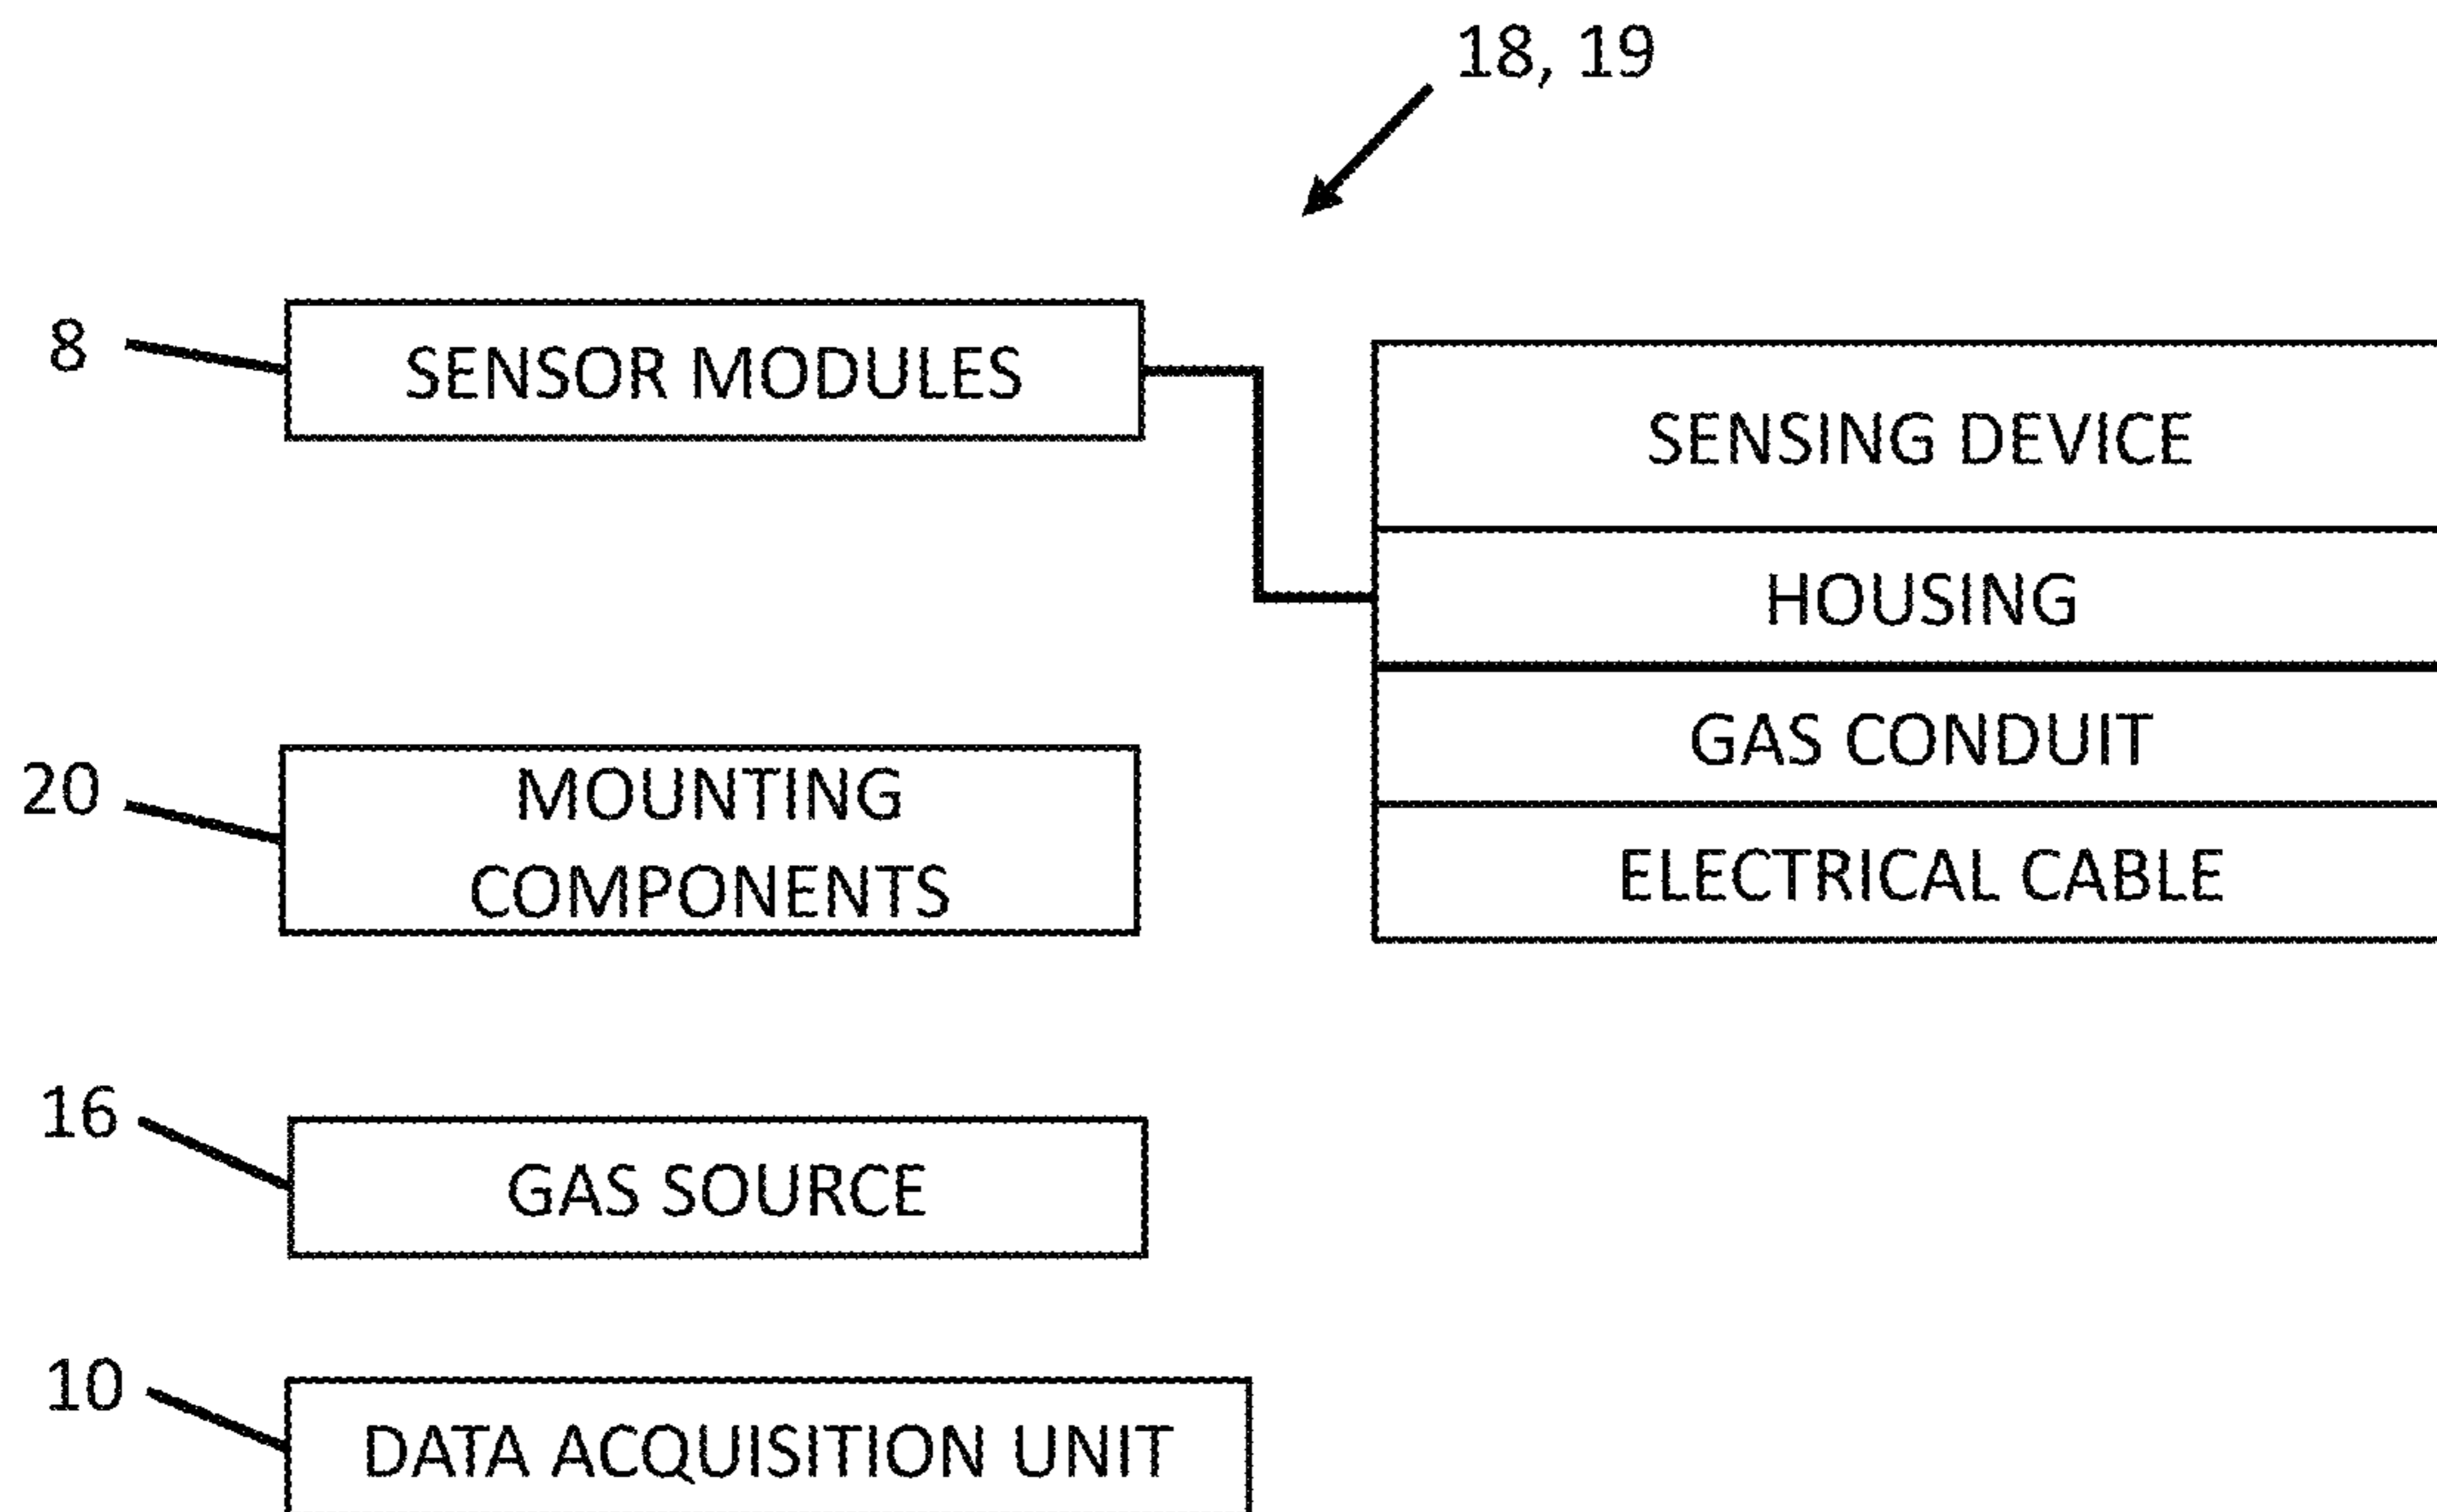 18, 19
8
SENSOR MODULES
SENSING DEVICE
HOUSING
GAS CONDUIT
ELECTRICAL CABLE
20
MOUNTING
COMPONENTS
16
GAS SOURCE
10
DATA ACQUISITION UNIT